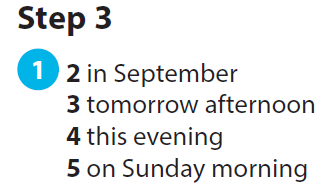 Step 3
1 2 in September
3 tomorrow afternoon
4 this evening
5 on Sunday morning